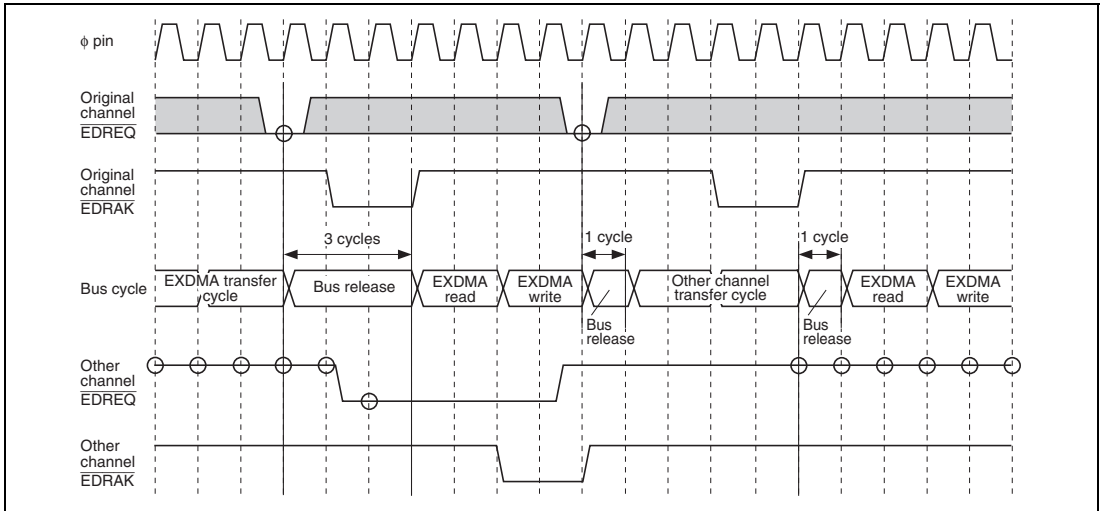 φ pin
Original
channel
EDREQ
Original
channel
EDRAK
3 cycles
1 cycle
1 cycle
Bus cycle
EXDMA transfer
cycle
Bus release
EXDMA
read
EXDMA
write
Bus
release
Other channel
transfer cycle
Bus
release
EXDMA
read
EXDMA
write
Other
channel
EDREQ
Other
channel
EDRAK